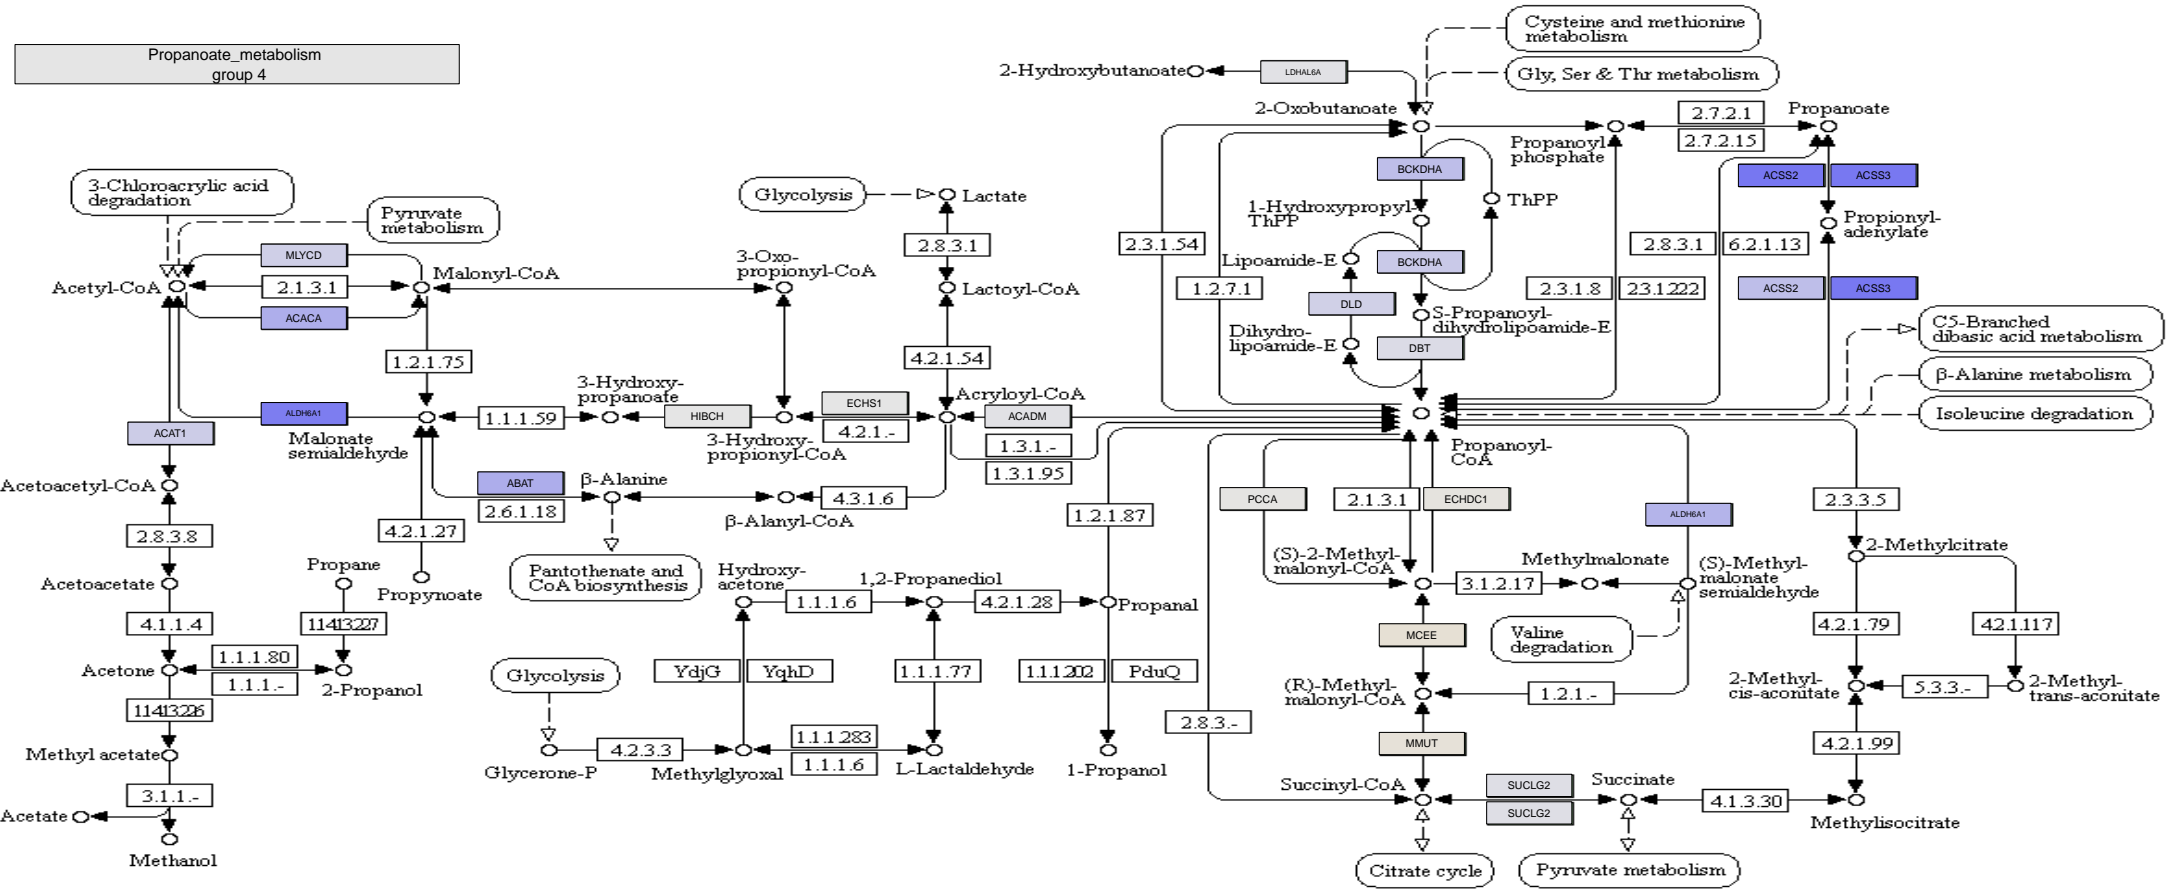 Propanoate_metabolism
group 4
Cysteine and methionine
metabolism
Gly, Ser & Thr metabolism
2-Hydroxybutanoate
LDHAL6A
2-Oxobutanoate
2.7.2.1
Propanoate
2.7.2.15
Propanoyl
phosphate
BCKDHA
ACSS2
ACSS3
3-Chloroacrylic acid
degradation
Pyruvate
metabolism
Glycolysis
Lactate
1-Hydroxypropyl-
ThPP
ThPP
Propionyl-
adenylate
2.8.3.1
2.3.1.54
2.8.3.1
6.2.1.13
MLYCD
Malonyl-CoA
3-Oxo-
propionyl-CoA
Lipoamide-E
BCKDHA
Acetyl-CoA
2.1.3.1
Lactoyl-CoA
1.2.7.1
2.3.1.8
2.3.1.222
ACSS2
ACSS3
DLD
ACACA
S-Propanoyl-
dihydrolipoamide-E
C5-Branched
dibasic acid metabolism
Dihydro-
lipoamide-E
DBT
1.2.1.75
4.2.1.54
β-Alanine metabolism
3-Hydroxy-
propanoate
Acryloyl-CoA
ECHS1
ALDH6A1
1.1.1.59
HIBCH
ACADM
Isoleucine degradation
ACAT1
Malonate
semialdehyde
3-Hydroxy-
propionyl-CoA
4.2.1.-
1.3.1.-
1.3.1.95
Propanoyl-
CoA
Acetoacetyl-CoA
ABAT
β-Alanine
2.6.1.18
4.3.1.6
β-Alanyl-CoA
PCCA
2.1.3.1
ECHDC1
ALDH6A1
2.3.3.5
1.2.1.87
2.8.3.8
4.2.1.27
2-Methylcitrate
(S)-2-Methyl-
malonyl-CoA
Methylmalonate
(S)-Methyl-
malonate
semialdehyde
3.1.2.17
Acetoacetate
Propane
Propynoate
Pantothenate and
CoA biosynthesis
Hydroxy-
acetone
1,2-Propanediol
1.1.1.6
4.2.1.28
Propanal
4.1.1.4
1.14.13.227
MCEE
Valine
degradation
4.2.1.79
4.2.1.117
Acetone
1.1.1.80
1.1.1.-
2-Propanol
Glycolysis
YdjG
YqhD
1.1.1.77
1.1.1.202
PduQ
(R)-Methyl-
malonyl-CoA
1.2.1.-
2-Methyl-
cis-aconitate
5.3.3.-
2-Methyl-
trans-aconitate
1.14.13.226
2.8.3.-
Methyl acetate
4.2.3.3
1.1.1.283
1.1.1.6
MMUT
4.2.1.99
Glycerone-P
Methylglyoxal
L-Lactaldehyde
1-Propanol
3.1.1.-
Succinyl-CoA
SUCLG2
SUCLG2
Succinate
4.1.3.30
Acetate
Methylisocitrate
Methanol
Citrate cycle
Pyruvate metabolism